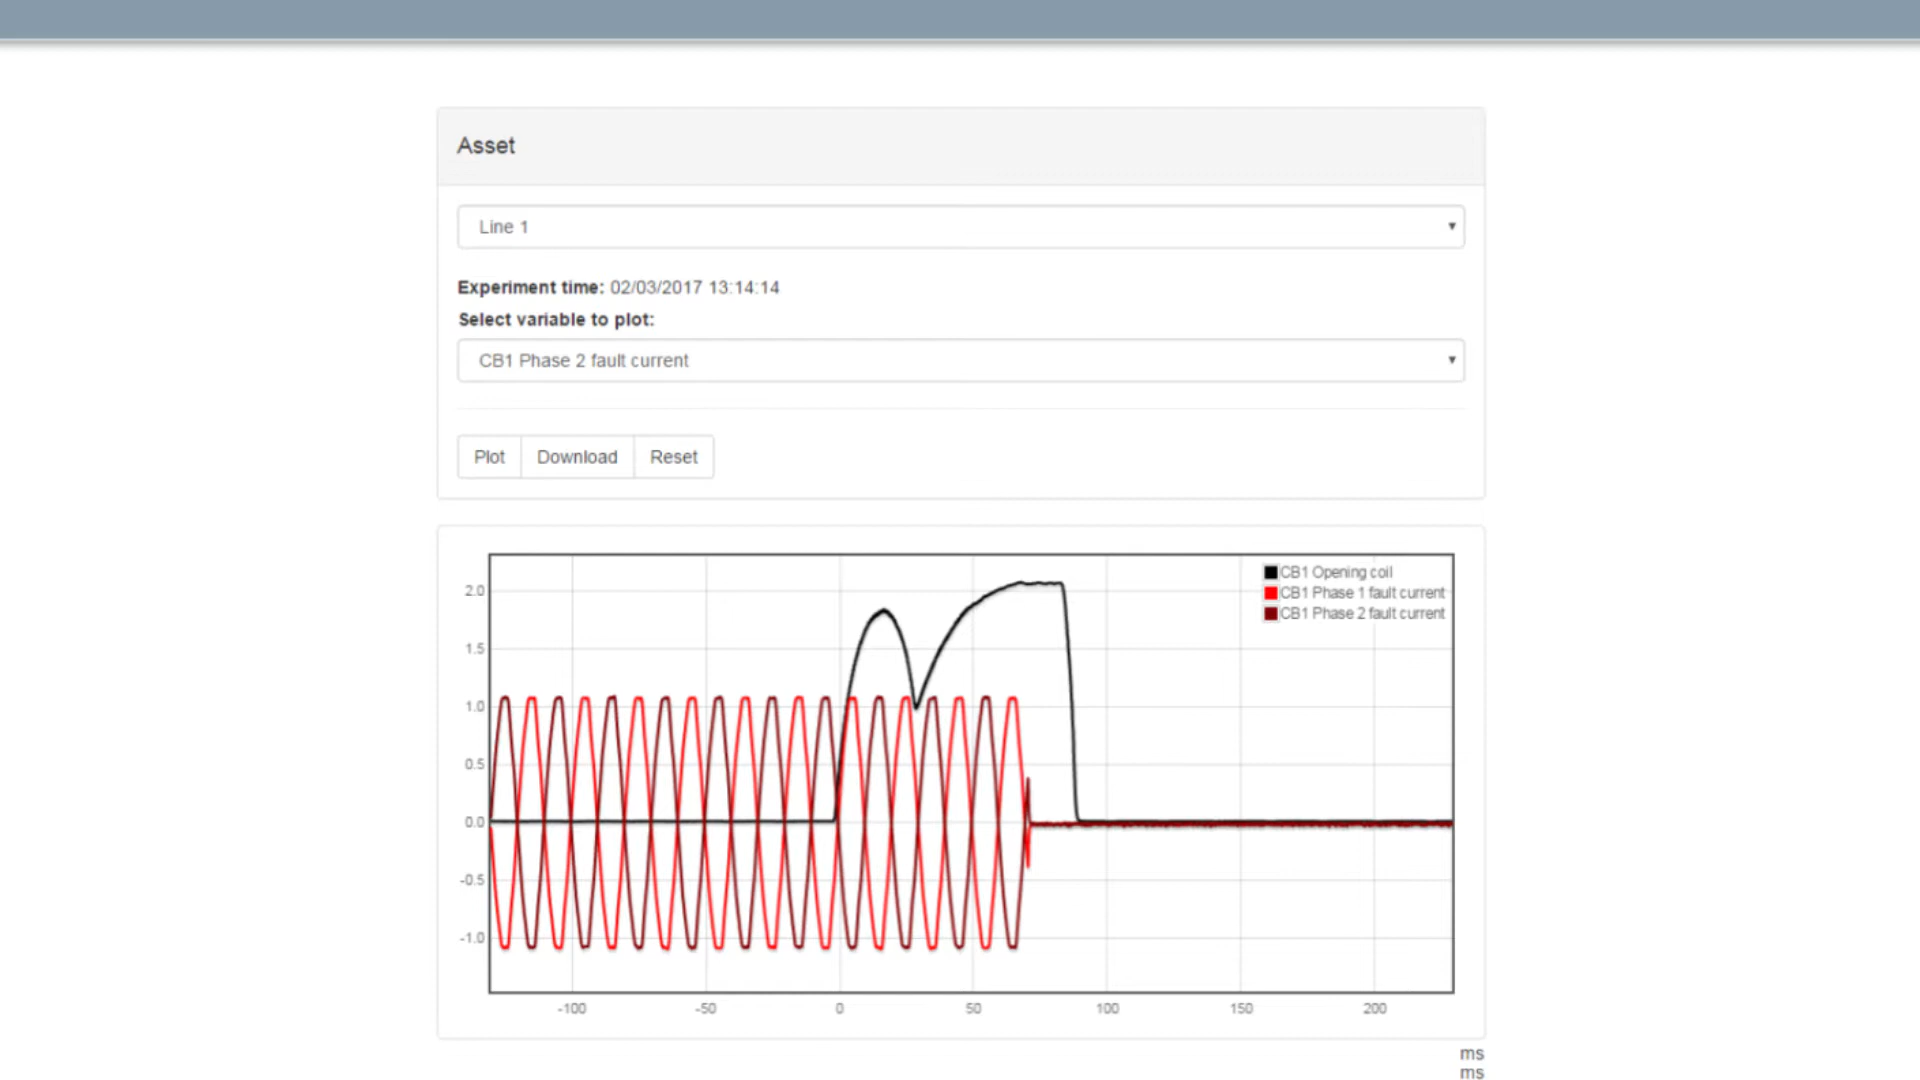 Asset
Line 1
Experiment time: 02/03/2017 13:14:14
Select variable to plot:
CB1 Phase 2 fault current
Plot Download Reset
CB1 Opening coil
CB1 Phase 1 fault current
CB1 Phase 2 fault current
2.0
1.5
1.0
0.5
0.0
-0.5
-1.0
-100 -50 0 50 100 150 200
ms
ms